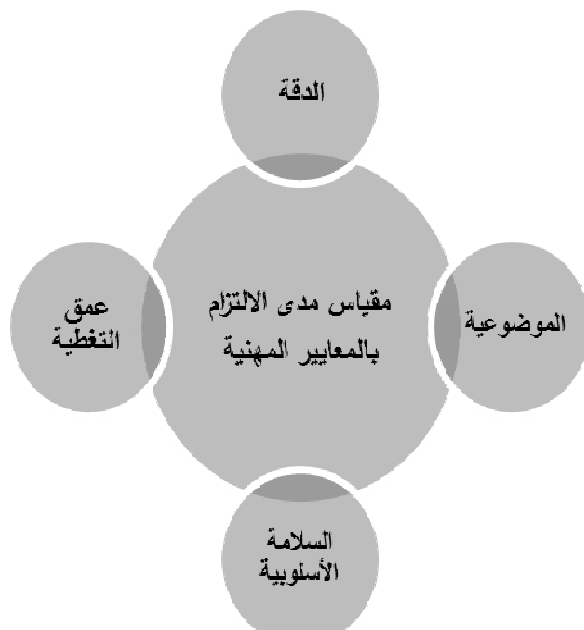 الدقة
الموضوعية
مقياس مدى الالتزام
بالمعايير المهنية
عمق
التغطية
السلامة
الأسلوبية